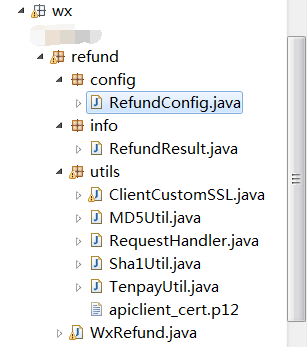 wx
refund
config
RefundConfig.java
info
RefundResult.java
utils
ClientCustomSSL.java
MD5Util.java
RequestHandler.java
Sha1Util.java
TenpayUtil.java
apiclient_cert.p12
WxRefund.java